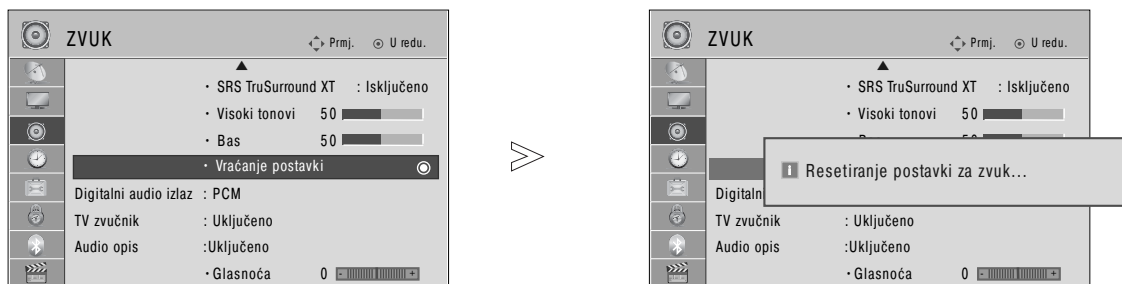 ZVUK Prmj. U redu.
• SRS TruSurround XT : Isključeno
• Visoki tonovi 50
• Bas 50
• Vraćanje postavki
Digitalni audio izlaz : PCM
TV zvučnik : Uključeno
Audio opis :Uključeno
•Glasnoća 0 - +
ZVUK Prmj. U redu.
• SRS TruSurround XT : Isključeno
• Visoki tonovi 50
i Resetiranje postavki za zvuk...
Digitaln
TV zvučnik : Uključeno
Audio opis :Uključeno
•Glasnoća 0 - +